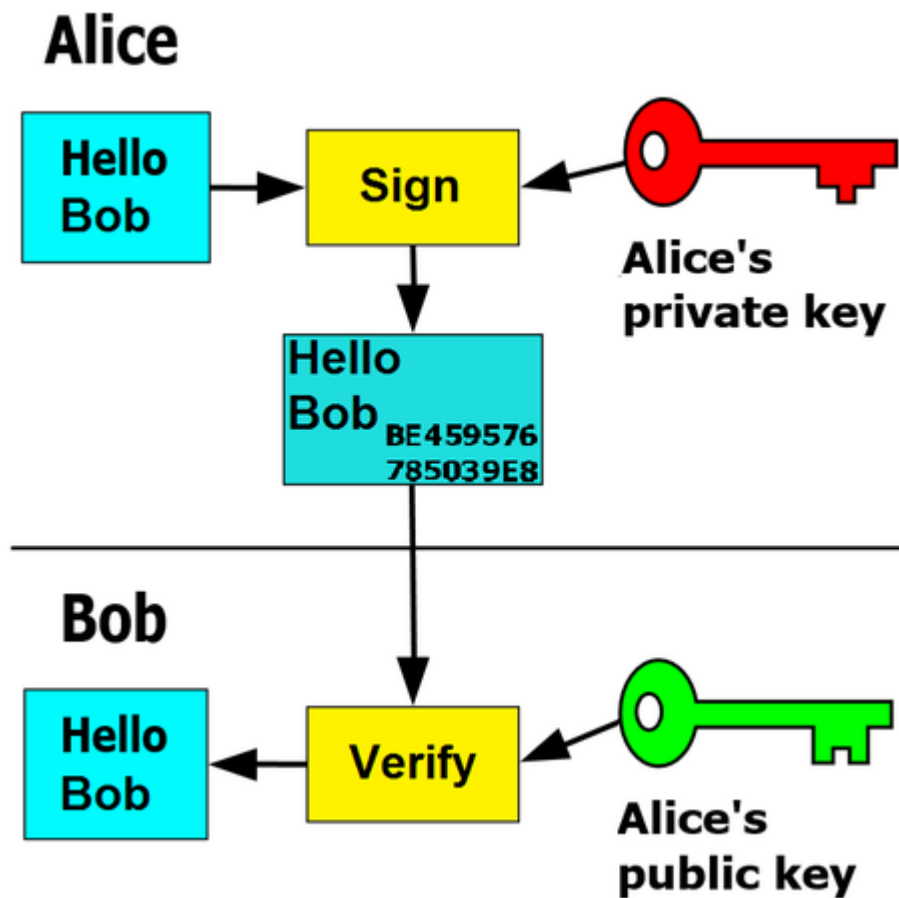 Alice
Hello
Bob
Sign
Alice's
private key
Hello
Bob
BE459576
785039E8
Bob
Hello
Bob
Verify
Alice's
public key